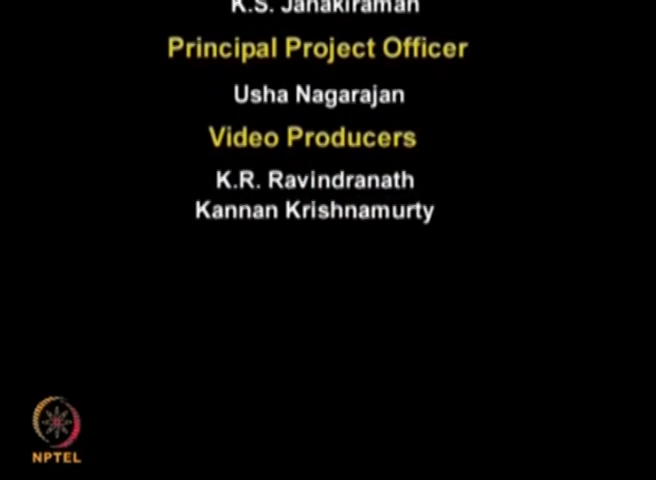 K.S. Janakiraman
Principal Project Officer
Usha Nagarajan
Video Producers
K.R. Ravindranath
Kannan Krishnamurty
NPTEL